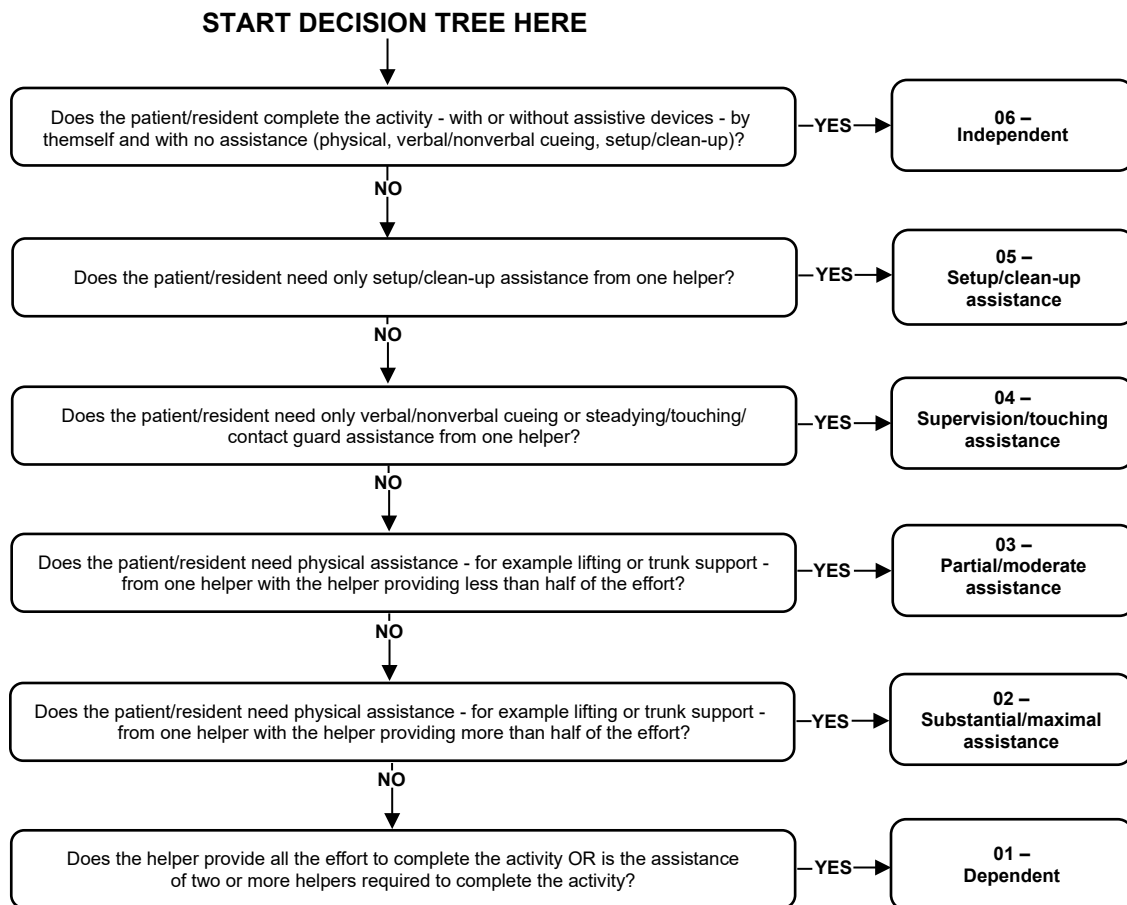 START DECISION TREE HERE
Does the patient/resident complete the activity - with or without assistive devices - by
themself and with no assistance (physical, verbal/nonverbal cueing, setup/clean-up)?
YES
06 –
Independent
NO
Does the patient/resident need only setup/clean-up assistance from one helper?
YES
05 –
Setup/clean-up
assistance
NO
Does the patient/resident need only verbal/nonverbal cueing or steadying/touching/
contact guard assistance from one helper?
YES
04 –
Supervision/touching
assistance
NO
Does the patient/resident need physical assistance - for example lifting or trunk support -
from one helper with the helper providing less than half of the effort?
YES
03 –
Partial/moderate
assistance
NO
Does the patient/resident need physical assistance - for example lifting or trunk support -
from one helper with the helper providing more than half of the effort?
YES
02 –
Substantial/maximal
assistance
NO
Does the helper provide all the effort to complete the activity OR is the assistance
of two or more helpers required to complete the activity?
YES
01 –
Dependent